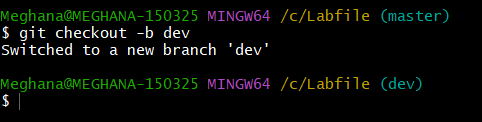 Meghana@MEGHANA-150325 MINGW64 /c/Labfile (master)
$ git checkout -b dev
Switched to a new branch 'dev'
Meghana@MEGHANA-150325 MINGW64 /c/Labfile (dev)
$